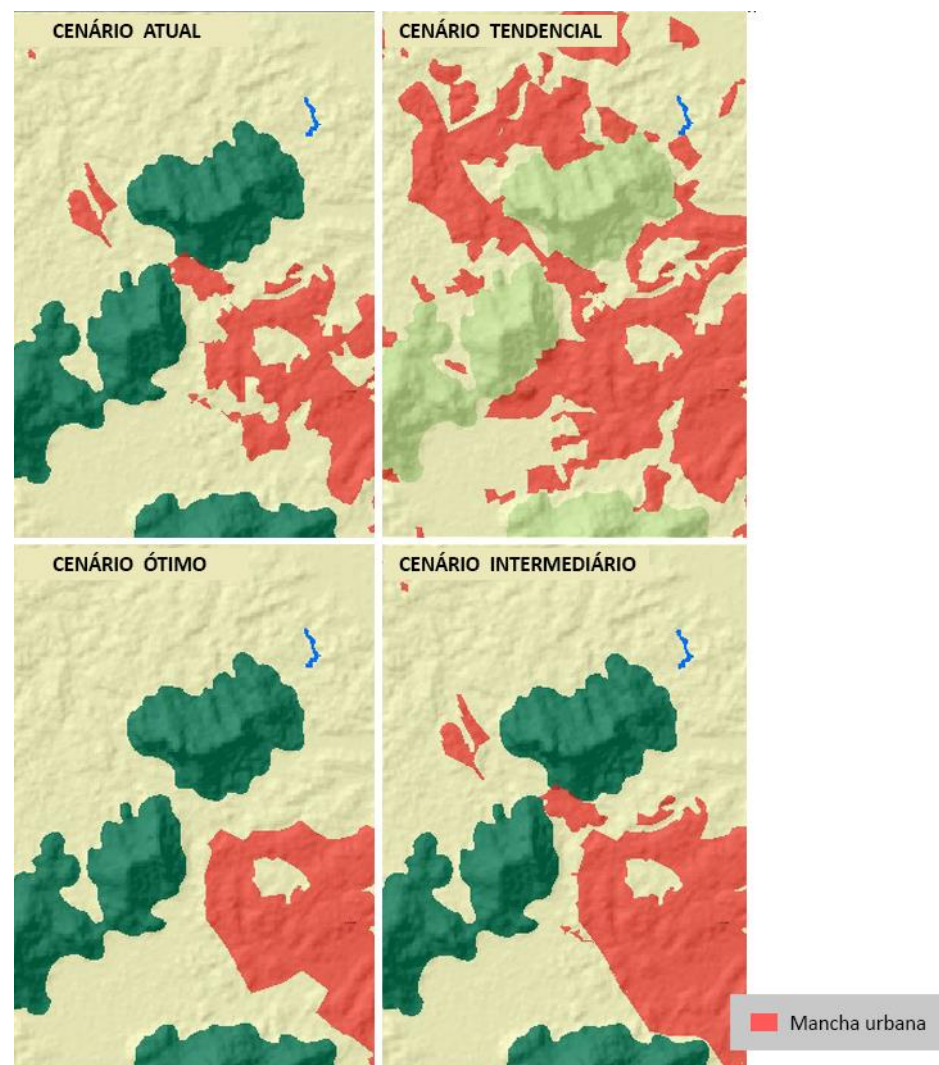 CENÁRIO ATUAL
CENÁRIO TENDENCIAL
CENÁRIO ÓTIMO
CENÁRIO INTERMEDIÁRIO
Mancha urbana